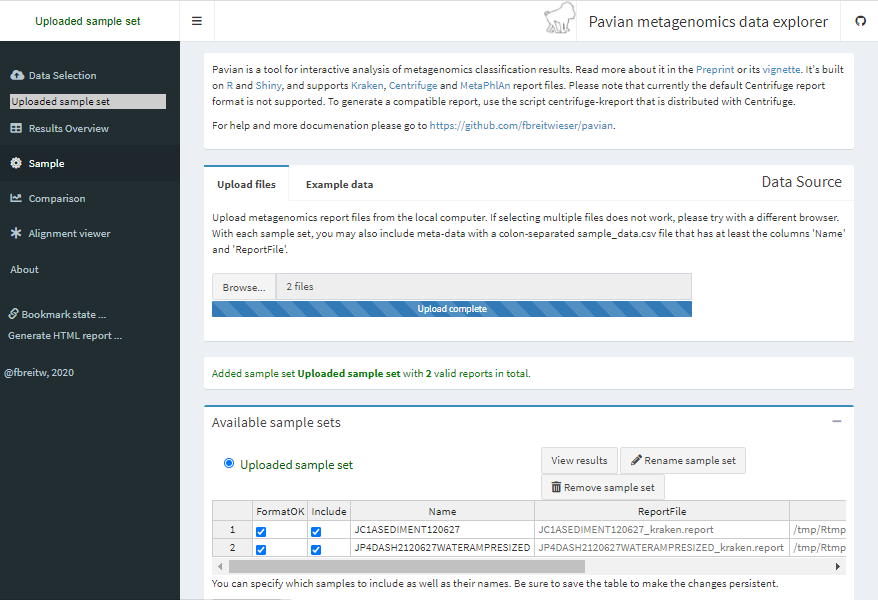 Uploaded sample set
Pavian metagenomics data explorer
Data Selection
Uploaded sample set
Results Overview
Sample
Comparison
Alignment viewer
About
Bookmark state ...
Generate HTML report ...
@fbreitw, 2020
Pavian is a tool for interactive analysis of metagenomics classification results. Read more about it in the Preprint or its vignette. It's built
on R and Shiny, and supports Kraken, Centrifuge and MetaPhlAn report files. Please note that currently the default Centrifuge report
format is not supported. To generate a compatible report, use the script centrifuge-kreport that is distributed with Centrifuge.
For help and more documenation please go to https://github.com/fbreitwieser/pavian.
Upload files
Example data
Data Source
Upload metagenomics report files from the local computer. If selecting multiple files does not work, please try with a different browser.
With each sample set, you may also include meta-data with a colon-separated sample_data.csv file that has at least the columns 'Name'
and 'ReportFile'.
Browse... 2 files
Upload complete
Added sample set Uploaded sample set with 2 valid reports in total.
Available sample sets
Uploaded sample set
View results
Rename sample set
Remove sample set
FormatOK Include Name ReportFile
1 JC1ASEDIMENT120627 JC1ASEDIMENT120627_kraken.report /tmp/Rtmp
2 JP4DASH2120627WATERAMPRESIZED JP4DASH2120627WATERAMPRESIZED_kraken.report /tmp/Rtmp
You can specify which samples to include as well as their names. Be sure to save the table to make the changes persistent.